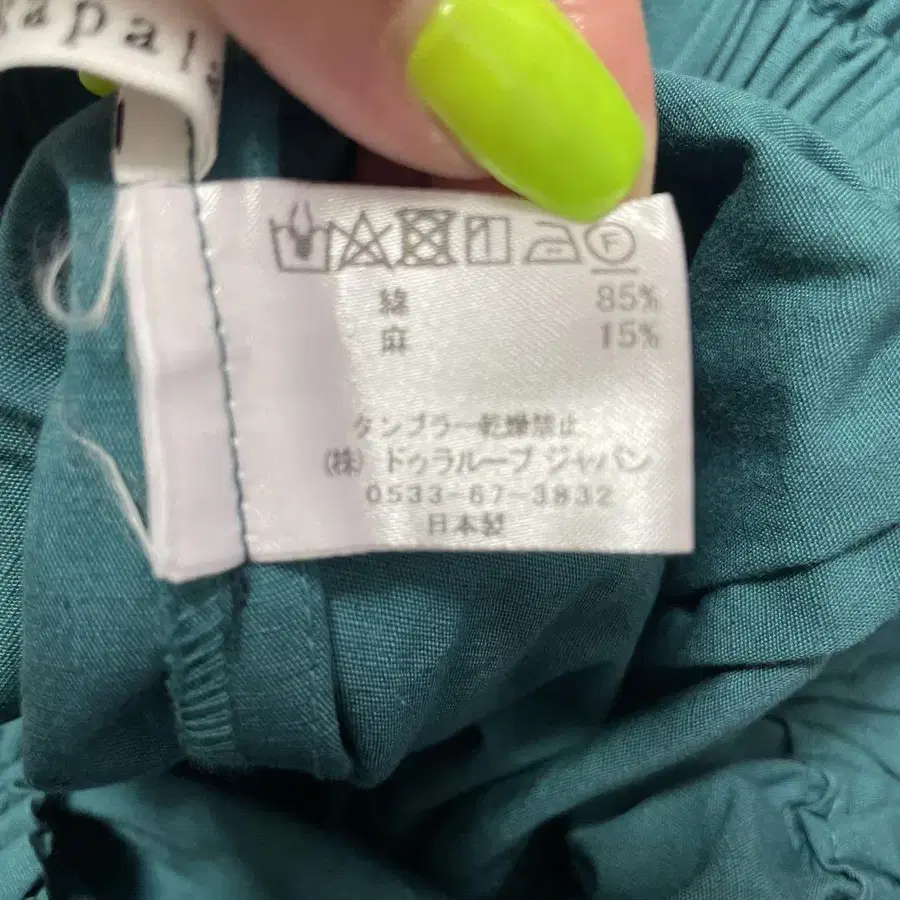 apal
F
綿 85%
麻 15%
タンブラー乾燥禁止
(株) ドゥラループ ジャパン
0533-67-3832
日本製